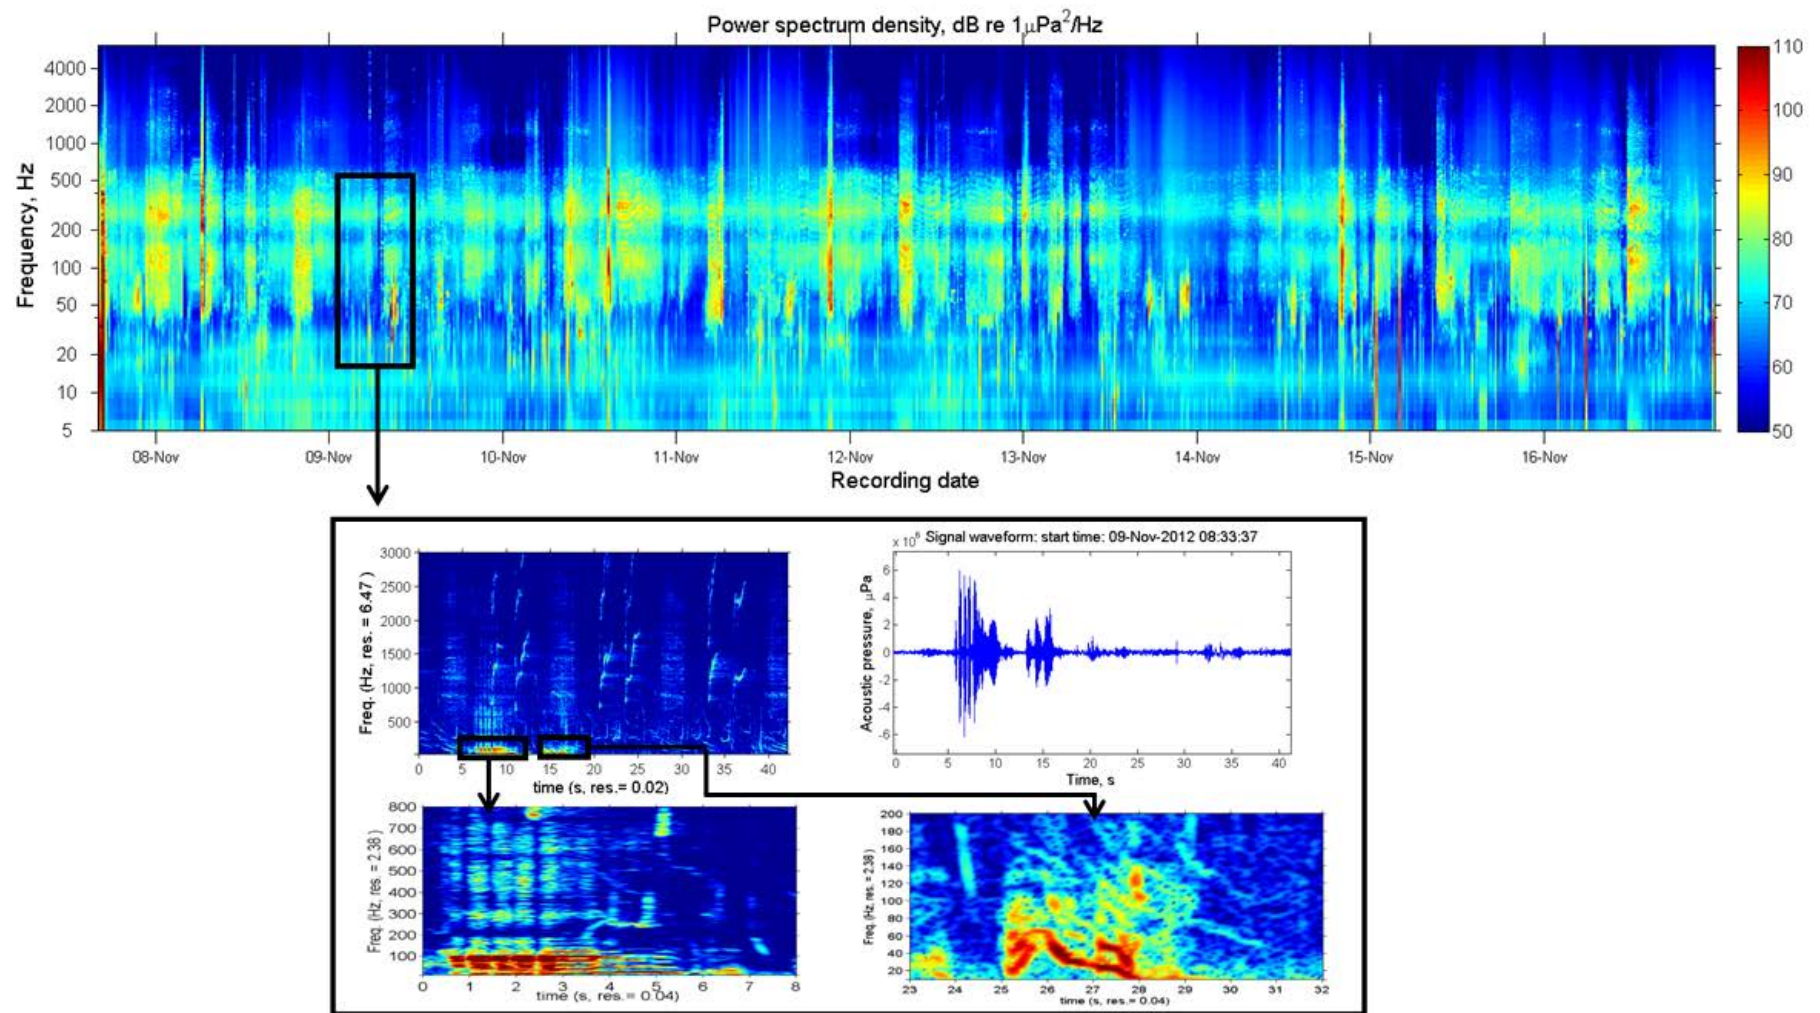 Power spectrum density, dB re 1µPa²/Hz
Frequency, Hz
4000
2000
1000
500
200
100
50
20
10
5
110
100
90
80
70
60
50
08-Nov 09-Nov 10-Nov 11-Nov 12-Nov 13-Nov 14-Nov 15-Nov 16-Nov
Recording date
Freq. (Hz, res. = 6.47 )
3000
2500
2000
1500
1000
500
0 5 10 15 20 25 30 35 40
time (s, res.= 0.02)
x 10⁶ Signal waveform: start time: 09-Nov-2012 08:33:37
Acoustic pressure, µPa
6
4
2
0
-2
-4
-6
0 5 10 15 20 25 30 35 40
Time, s
Freq. (Hz, res. = 2.38 )
800
700
600
500
400
300
200
100
0 1 2 3 4 5 6 7 8
time (s, res.= 0.04)
Freq. (Hz, res. = 2.38 )
200
180
160
140
120
100
80
60
40
20
23 24 25 26 27 28 29 30 31 32
time (s, res.= 0.04)